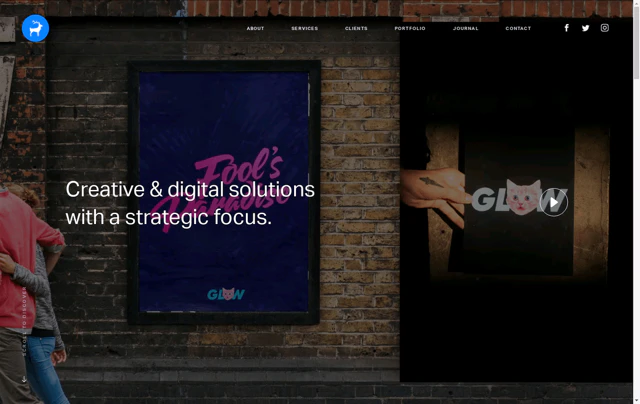 ABOUT
SERVICES
CLIENTS
PORTFOLIO
JOURNAL
CONTACT
Fool's
Paradise
Creative & digital solutions
with a strategic focus.
GLOW
GLOW
SCROLL TO DISCOVER